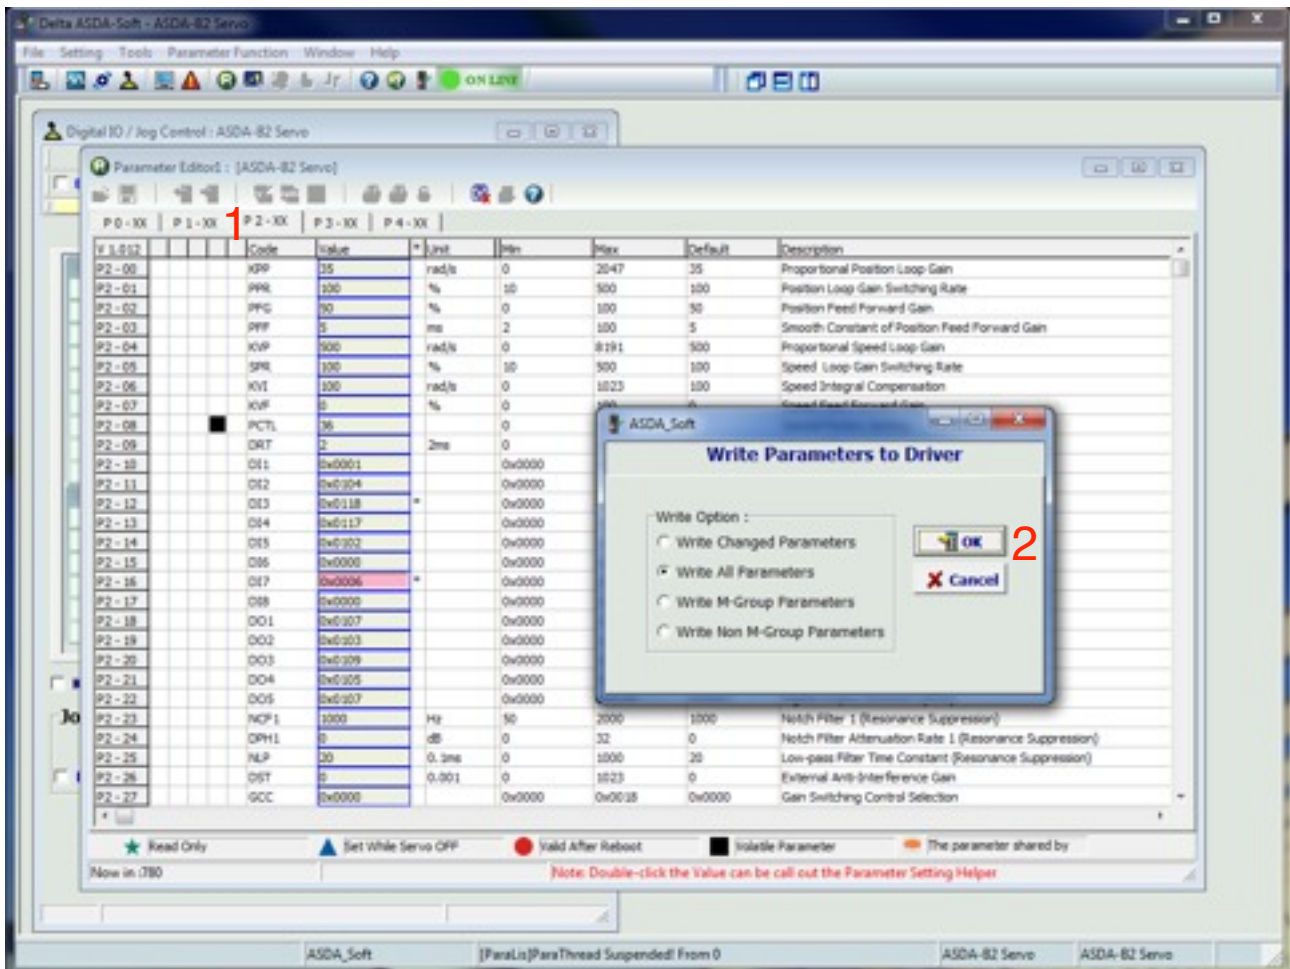 Delta ASDA-Soft - ASDA-B2 Servo
File Setting Tools Parameter Function Window Help
ON LINE
Digital IO / Jog Control : ASDA-B2 Servo
Parameter Editor1 : [ASDA-B2 Servo]
P 0 - XX P 1 - XX 1 P 2 - XX P 3 - XX P 4 - XX
V 1.012 Code Value * Unit Min Max Default Description
P2 - 00 KPP 35 rad/s 0 2047 35 Proportional Position Loop Gain
P2 - 01 PPR 100 % 10 500 100 Position Loop Gain Switching Rate
P2 - 02 PFG 50 % 0 100 50 Position Feed Forward Gain
P2 - 03 PFF 5 ms 2 100 5 Smooth Constant of Position Feed Forward Gain
P2 - 04 KVP 500 rad/s 0 8191 500 Proportional Speed Loop Gain
P2 - 05 SPR 100 % 10 500 100 Speed Loop Gain Switching Rate
P2 - 06 KVI 100 rad/s 0 1023 100 Speed Integral Compensation
P2 - 07 KVF 0 % 0 100 0 Speed Feed Forward Gain
P2 - 08 PCTL 36 0
P2 - 09 DRT 2 2ms 0
P2 - 10 DI1 0x0001 0x0000
P2 - 11 DI2 0x0104 0x0000
P2 - 12 DI3 0x0118 * 0x0000
P2 - 13 DI4 0x0117 0x0000
P2 - 14 DI5 0x0102 0x0000
P2 - 15 DI6 0x0000 0x0000
P2 - 16 DI7 0x0006 * 0x0000
P2 - 17 DI8 0x0000 0x0000
P2 - 18 DO1 0x0107 0x0000
P2 - 19 DO2 0x0103 0x0000
P2 - 20 DO3 0x0109 0x0000
P2 - 21 DO4 0x0105 0x0000
P2 - 22 DO5 0x0107 0x0000
P2 - 23 NCF1 1000 Hz 50 2000 1000 Notch Filter 1 (Resonance Suppression)
P2 - 24 DPH1 0 dB 0 32 0 Notch Filter Attenuation Rate 1 (Resonance Suppression)
P2 - 25 NLP 20 0.1ms 0 1000 20 Low-pass Filter Time Constant (Resonance Suppression)
P2 - 26 DST 0 0.001 0 1023 0 External Anti-Interference Gain
P2 - 27 GCC 0x0000 0x0000 0x0018 0x0000 Gain Switching Control Selection
ASDA_Soft
Write Parameters to Driver
Write Option :
Write Changed Parameters
Write All Parameters
Write M-Group Parameters
Write Non M-Group Parameters
OK 2
Cancel
Jo
Read Only Set While Servo OFF Valid After Reboot Volatile Parameter The parameter shared by
Now in :780 Note: Double-click the Value can be call out the Parameter Setting Helper
ASDA_Soft [ParaLis]ParaThread Suspended! From 0 ASDA-B2 Servo ASDA-B2 Servo